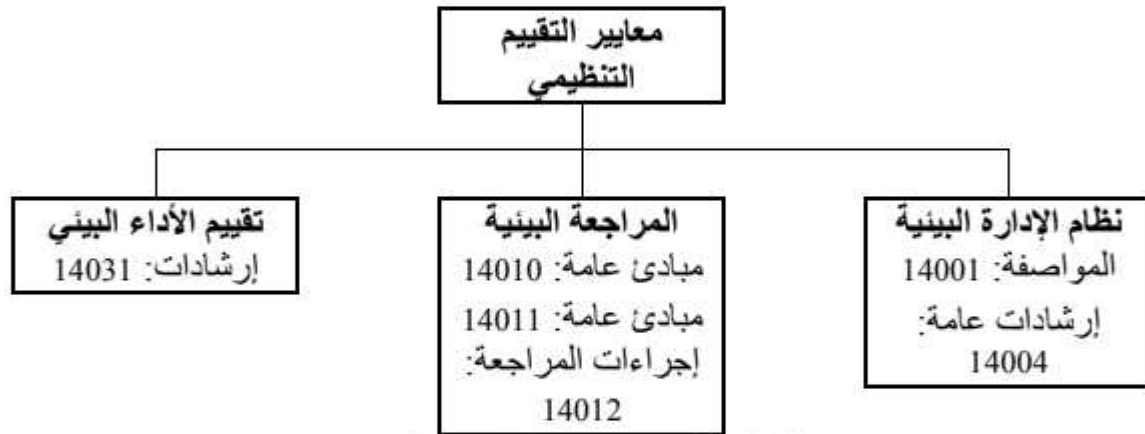 معايير التقييم
التنظيمي
نظام الإدارة البيئية
المواصفة: 14001
إرشادات عامة:
14004
المراجعة البيئية
مبادئ عامة: 14010
مبادئ عامة: 14011
إجراءات المراجعة:
14012
تقييم الأداء البيئي
إرشادات: 14031